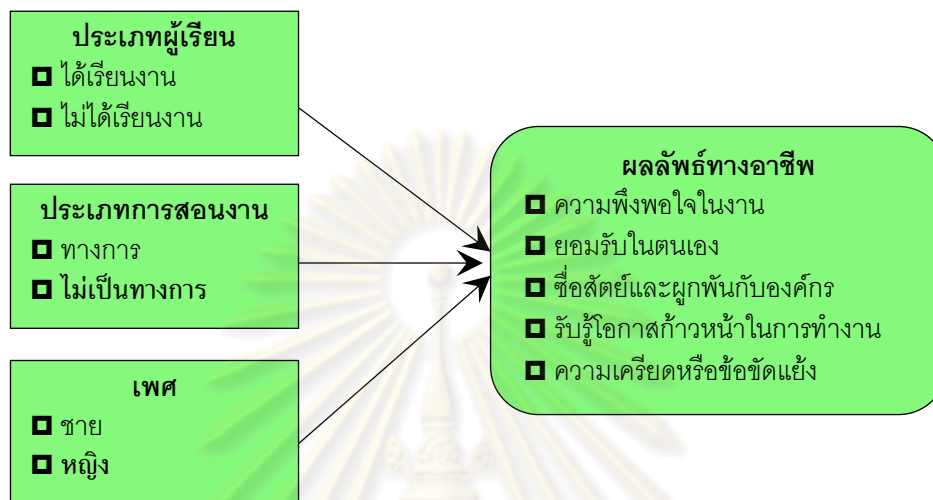 ประเภทผู้เรียน
ได้เรียนงาน
ไม่ได้เรียนงาน
ประเภทการสอนงาน
ทางการ
ไม่เป็นทางการ
เพศ
ชาย
หญิง
ผลลัพธ์ทางอาชีพ
ความพึงพอใจในงาน
ยอมรับในตนเอง
ซื่อสัตย์และผูกพันกับองค์กร
รับรู้โอกาสก้าวหน้าในการทำงาน
ความเครียดหรือข้อขัดแย้ง